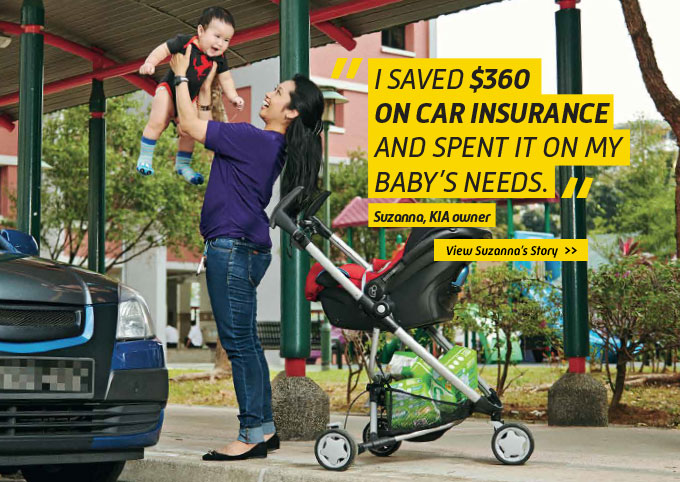 “ I SAVED $360
ON CAR INSURANCE
AND SPENT IT ON MY
BABY’S NEEDS. ”
Suzanna, KIA owner
View Suzanna’s Story >>